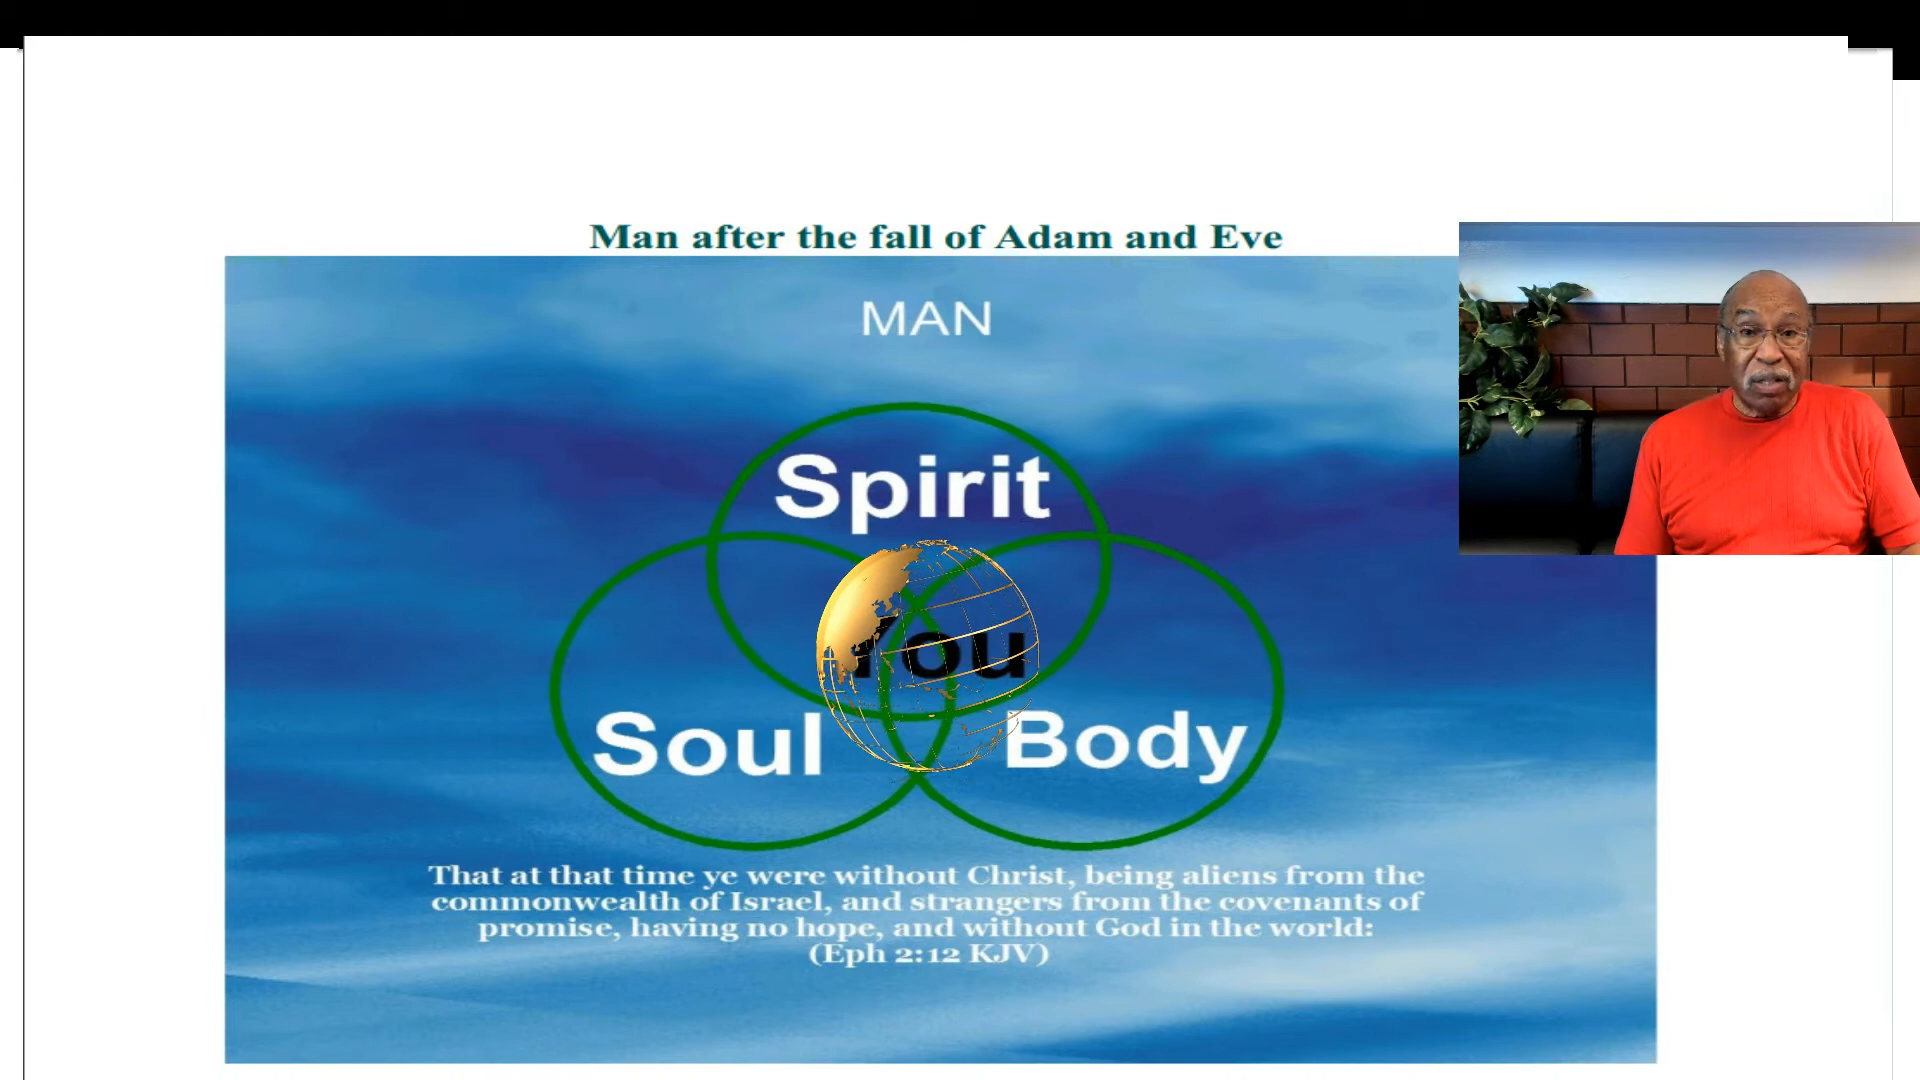 Man after the fall of Adam and Eve
MAN
Spirit
You
Soul
Body
That at that time ye were without Christ, being aliens from the
commonwealth of Israel, and strangers from the covenants of
promise, having no hope, and without God in the world:
(Eph 2:12 KJV)